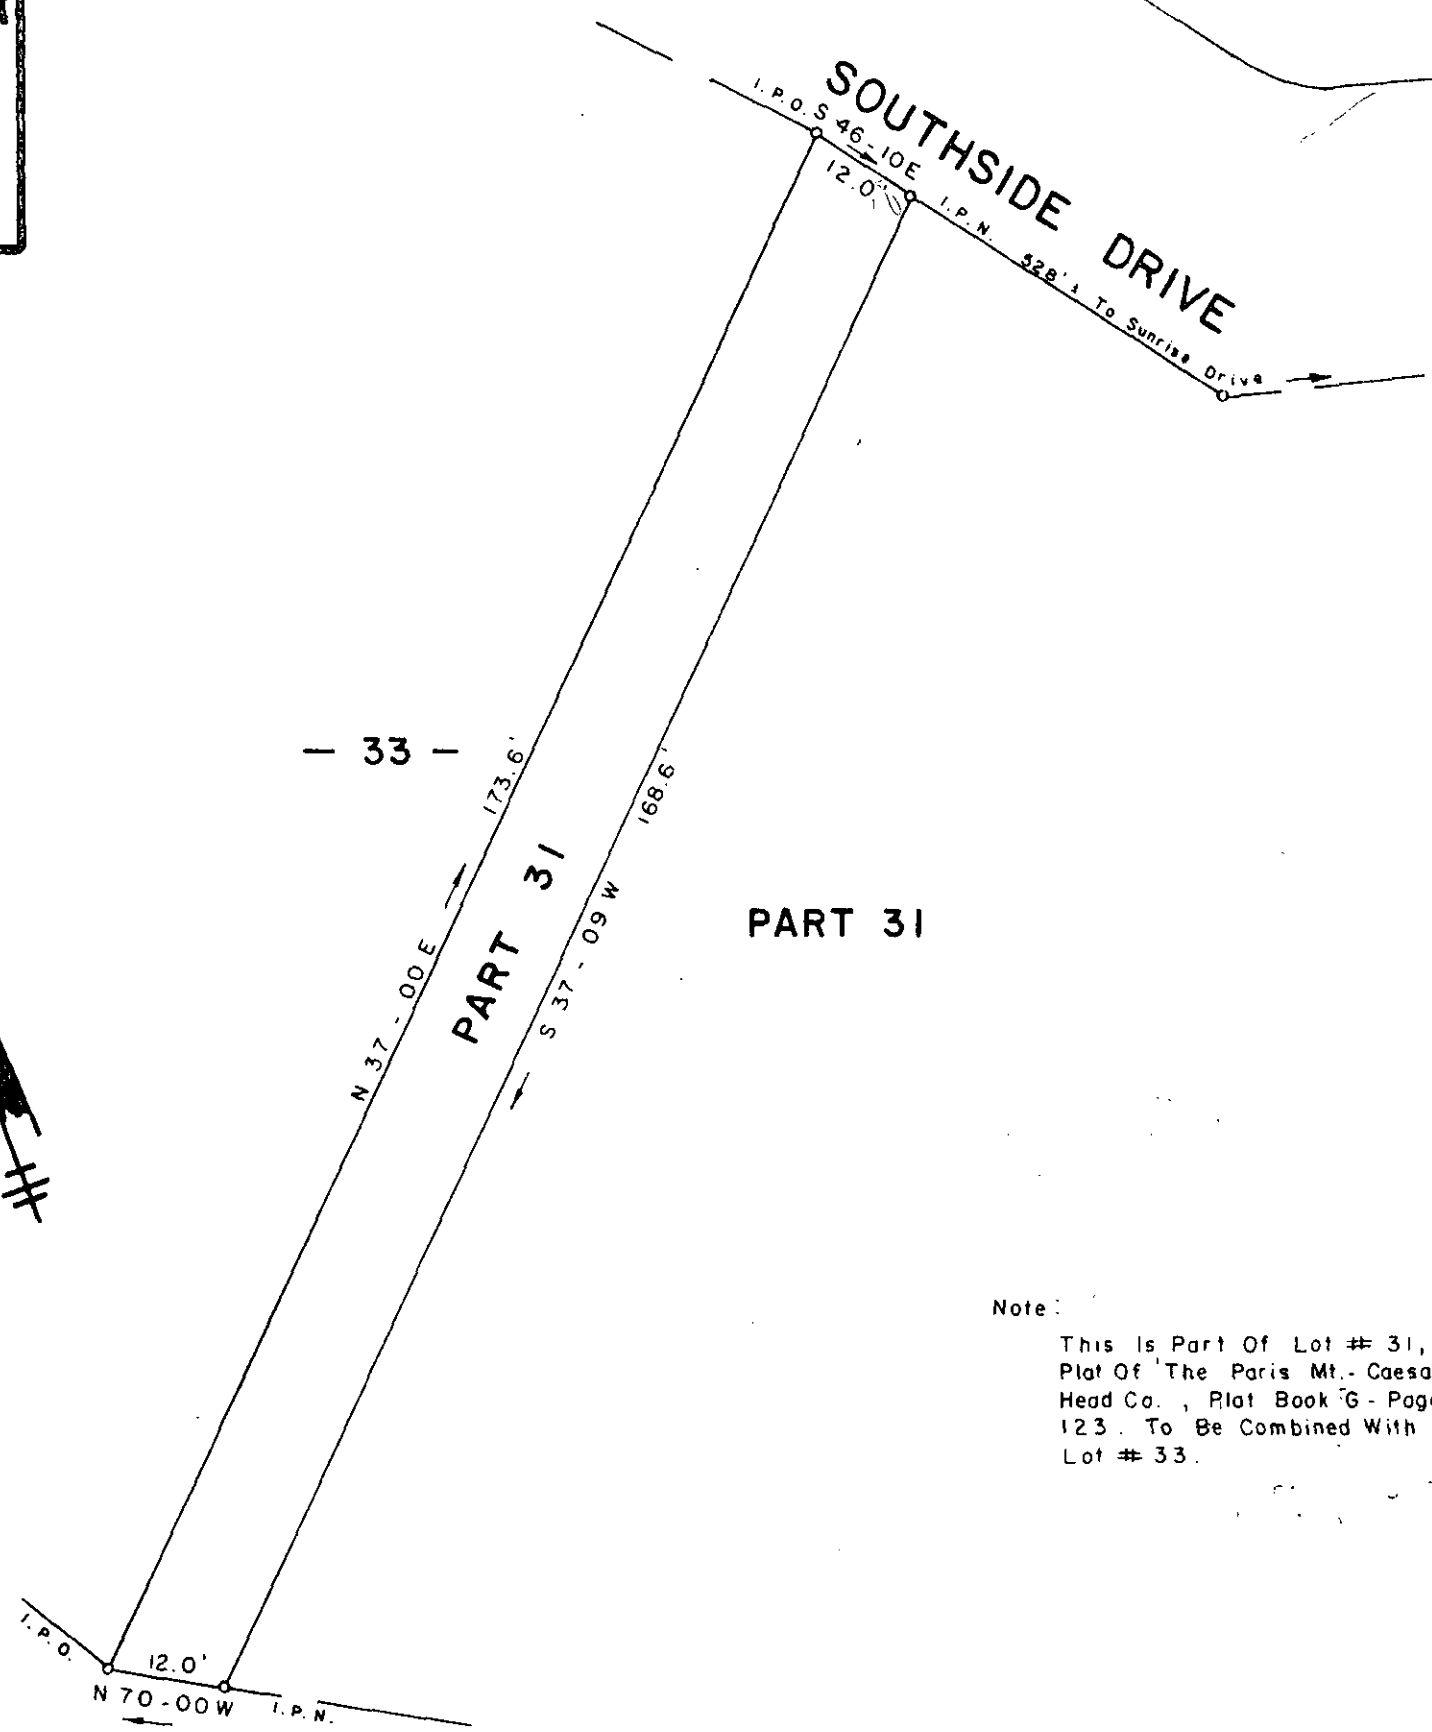 SOUTHSIDE DRIVE
I.P.O. S 46-10E
12.0'
I.P.N.
528'± To Sunrise Drive
— 33 —
173.6'
168.6'
PART 31
PART 31
N 37 - 00 E
S 37 - 09 W
Note:
This Is Part Of Lot # 31,
Plat Of The Paris Mt.-
Head Co., Plat Book G -
123. To Be Combined With
Lot # 33.
I.P.O.
12.0'
N 70-00W
I.P.N.